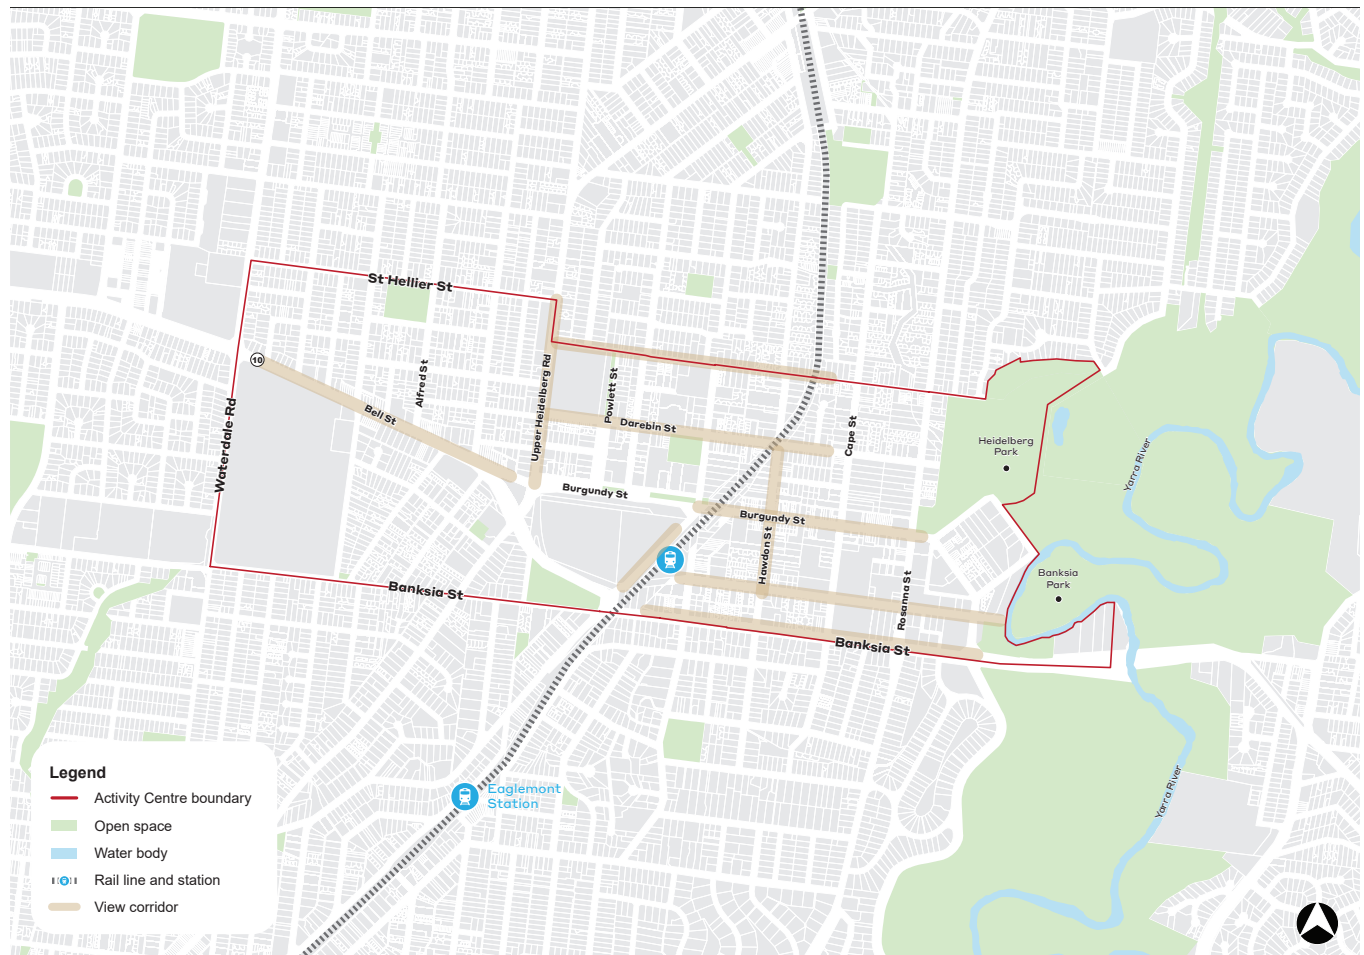 St Hellier St
10
Bell St
Alfred St
Waterdale Rd
Upper Heidelberg Rd
Powlett St
Darebin St
Cape St
Burgundy St
Burgundy St
Hawdon St
Rosanna St
Banksia St
Banksia St
Heidelberg
Park
Banksia
Park
Yarra River
Yarra River
Eaglemont
Station
Legend
Activity Centre boundary
Open space
Water body
Rail line and station
View corridor